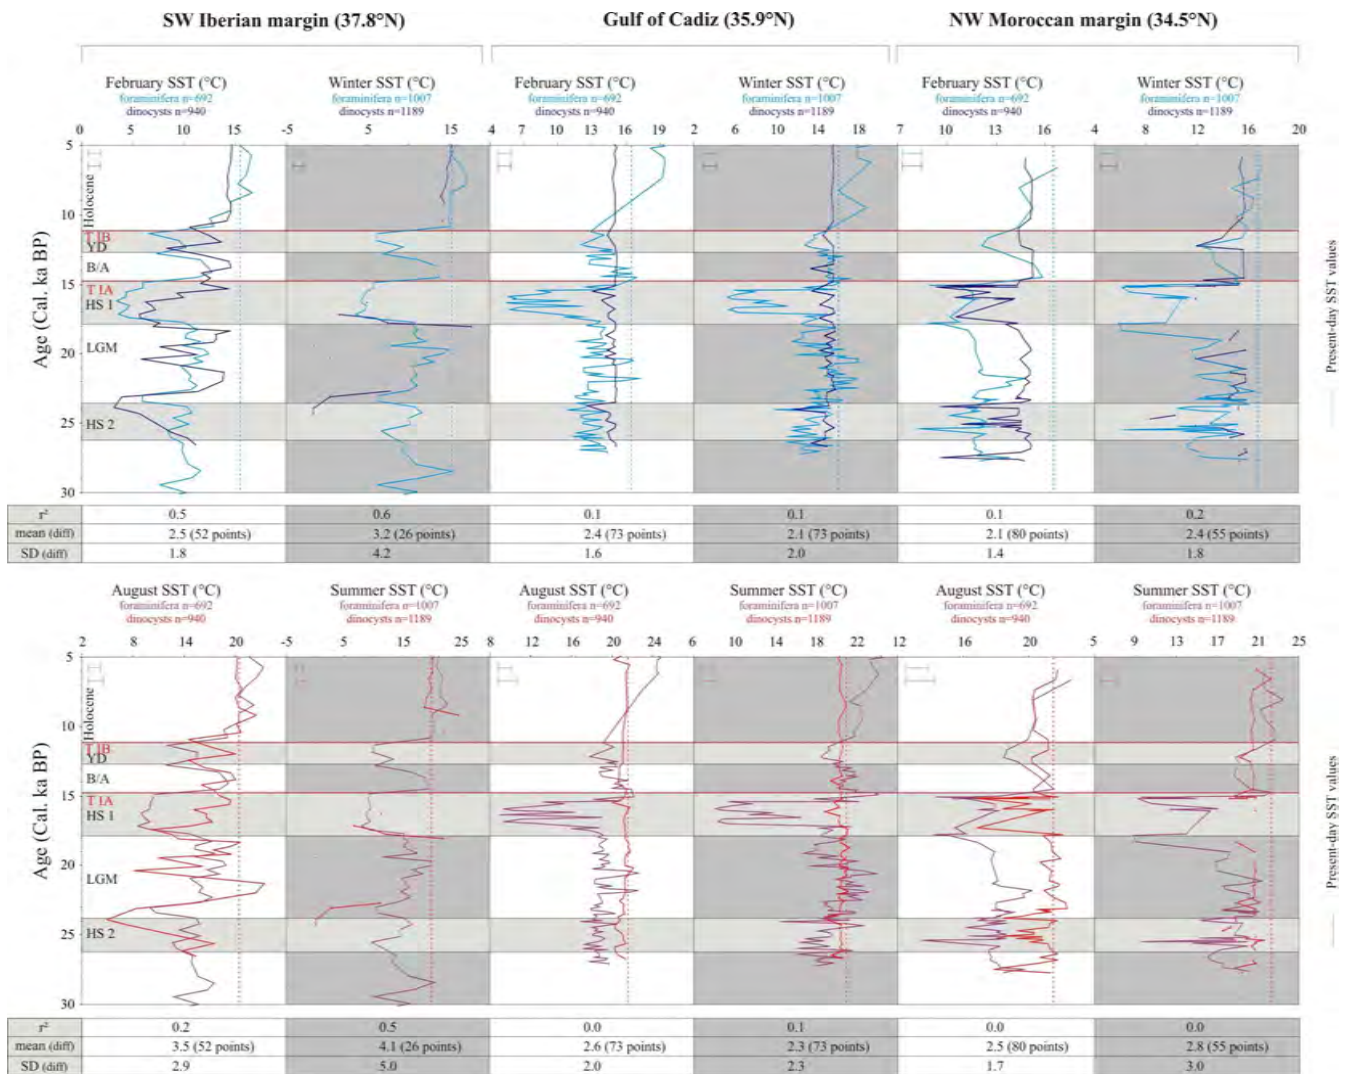 SW Iberian margin (37.8°N) Gulf of Cadiz (35.9°N) NW Moroccan margin (34.5°N)
February SST (°C) Winter SST (°C) February SST (°C) Winter SST (°C) February SST (°C) Winter SST (°C)
foraminifera n=692 foraminifera n=1007 foraminifera n=692 foraminifera n=1007 foraminifera n=692 foraminifera n=1007
dinocysts n=940 dinocysts n=1189 dinocysts n=940 dinocysts n=1189 dinocysts n=940 dinocysts n=1189
0 5 10 15 -5 5 15 4 7 10 13 16 19 2 6 10 14 18 7 10 13 16 4 8 12 16 20
5
Holocene
10
T IB
YD
B/A
15
T IA
HS 1
Age (Cal. ka BP)
LGM
20
HS 2
25
30
Present-day SST values
r² 0.5 0.6 0.1 0.1 0.1 0.2
mean (diff) 2.5 (52 points) 3.2 (26 points) 2.4 (73 points) 2.1 (73 points) 2.1 (80 points) 2.4 (55 points)
SD (diff) 1.8 4.2 1.6 2.0 1.4 1.8
August SST (°C) Summer SST (°C) August SST (°C) Summer SST (°C) August SST (°C) Summer SST (°C)
foraminifera n=692 foraminifera n=1007 foraminifera n=692 foraminifera n=1007 foraminifera n=692 foraminifera n=1007
dinocysts n=940 dinocysts n=1189 dinocysts n=940 dinocysts n=1189 dinocysts n=940 dinocysts n=1189
2 8 14 20 -5 5 15 25 8 12 16 20 24 6 10 14 18 22 12 16 20 5 9 13 17 21 25
5
Holocene
10
T IB
YD
B/A
15
T IA
HS 1
Age (Cal. ka BP)
20
LGM
HS 2
25
30
Present-day SST values
r² 0.2 0.5 0.0 0.1 0.0 0.0
mean (diff) 3.5 (52 points) 4.1 (26 points) 2.6 (73 points) 2.3 (73 points) 2.5 (80 points) 2.8 (55 points)
SD (diff) 2.9 5.0 2.0 2.3 1.7 3.0